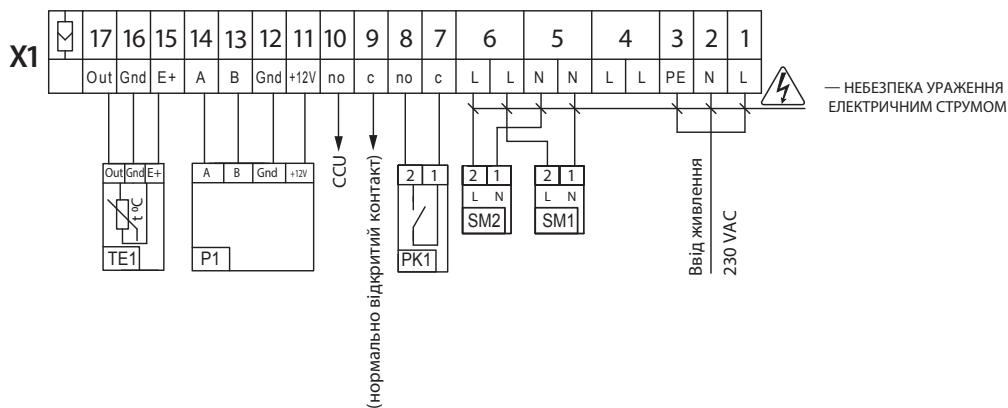 X1
17 16 15 14 13 12 11 10 9 8 7 6 5 4 3 2 1
Out Gnd E+ A B Gnd +12V no c no c L L N N L L PE N L
— НЕБЕЗПЕКА УРАЖЕННЯ
ЕЛЕКТРИЧНИМ СТРУМОМ
CCU
(нормально відкритий контакт)
Out Gnd E+
t ºC
TE1
A B Gnd +12V
P1
2 1
PK1
2 1
L N
SM2
2 1
L N
SM1
Ввід живлення
230 VAC